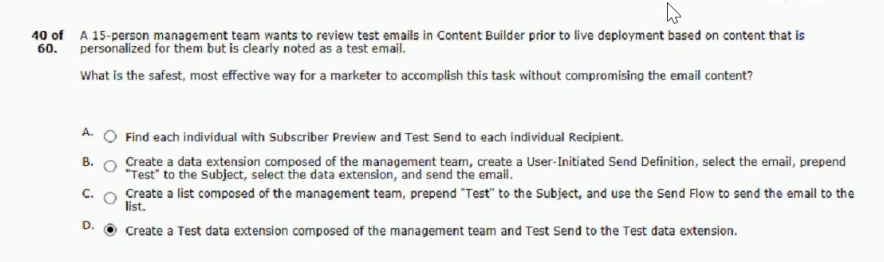 40 of A 15-person management team wants to review test emails in Content Builder prior to live deployment based on content that is
60. personalized for them but is clearly noted as a test email.
What is the safest, most effective way for a marketer to accomplish this task without compromising the email content?
A. Find each individual with Subscriber Preview and Test Send to each individual Recipient.
B. Create a data extension composed of the management team, create a User-Initiated Send Definition, select the email, prepend
"Test" to the Subject, select the data extension, and send the email.
C. Create a list composed of the management team, prepend "Test" to the Subject, and use the Send Flow to send the email to the
list.
D. Create a Test data extension composed of the management team and Test Send to the Test data extension.